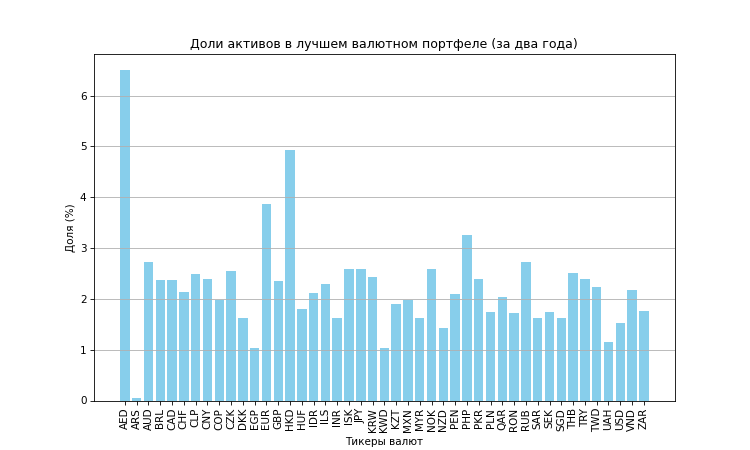 Доли активов в лучшем валютном портфеле (за два года)
Доля (%)
6
5
4
3
2
1
0
AED
ARS
AUD
BRL
CAD
CHF
CLP
CNY
COP
CZK
DKK
EGP
EUR
GBP
HKD
HUF
IDR
ILS
INR
ISK
JPY
KRW
KWD
KZT
MXN
MYR
NOK
NZD
PEN
PHP
PKR
PLN
QAR
RON
RUB
SAR
SEK
SGD
THB
TRY
TWD
UAH
USD
VND
ZAR
Тикеры валют